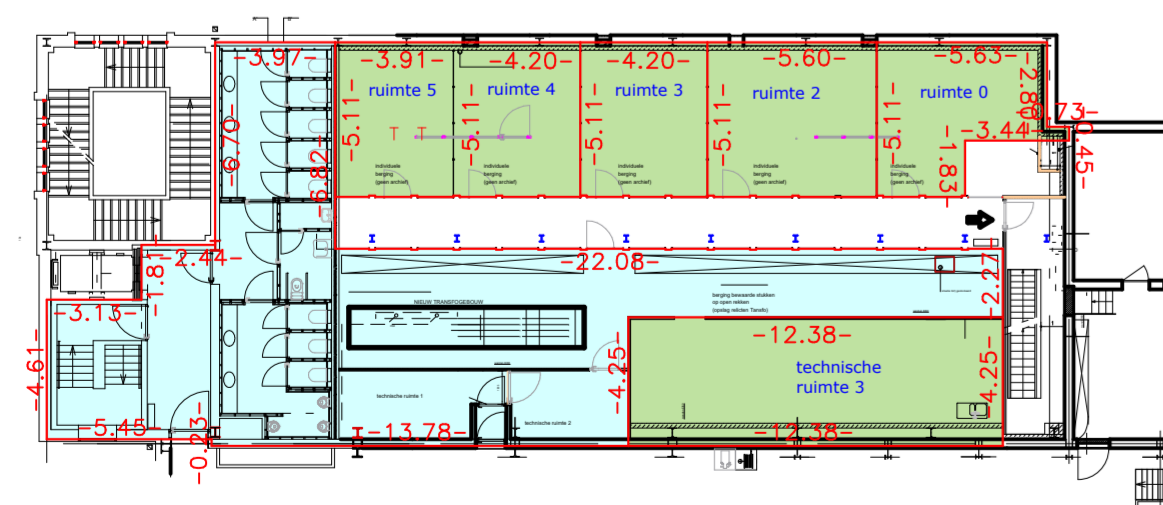 -3.97-
-3.91-
-4.20-
-4.20-
-5.60-
-5.63-
-2.80-
-0.73-
ruimte 5
ruimte 4
ruimte 3
ruimte 2
ruimte 0
-3.44-
-0.45-
-6.70-
-6.82-
-5.11-
-5.11-
-5.11-
-5.11-
-5.11-
-1.83-
T T
individuele
berging
(geen archief)
individuele
berging
(geen archief)
individuele
berging
(geen archief)
individuele
berging
(geen archief)
individuele
berging
(geen archief)
-2.44-
-22.08-
-2.27-
NIEUW TRANSFOGEBOUW
berging bewaarde stukken
op open rekken
(opslag relicten Transfo)
-3.13-
-12.38-
-4.61-
-4.25-
technische
ruimte 3
-4.25-
technische ruimte 1
technische ruimte 2
-5.45-
-0.23-
-13.78-
-12.38-